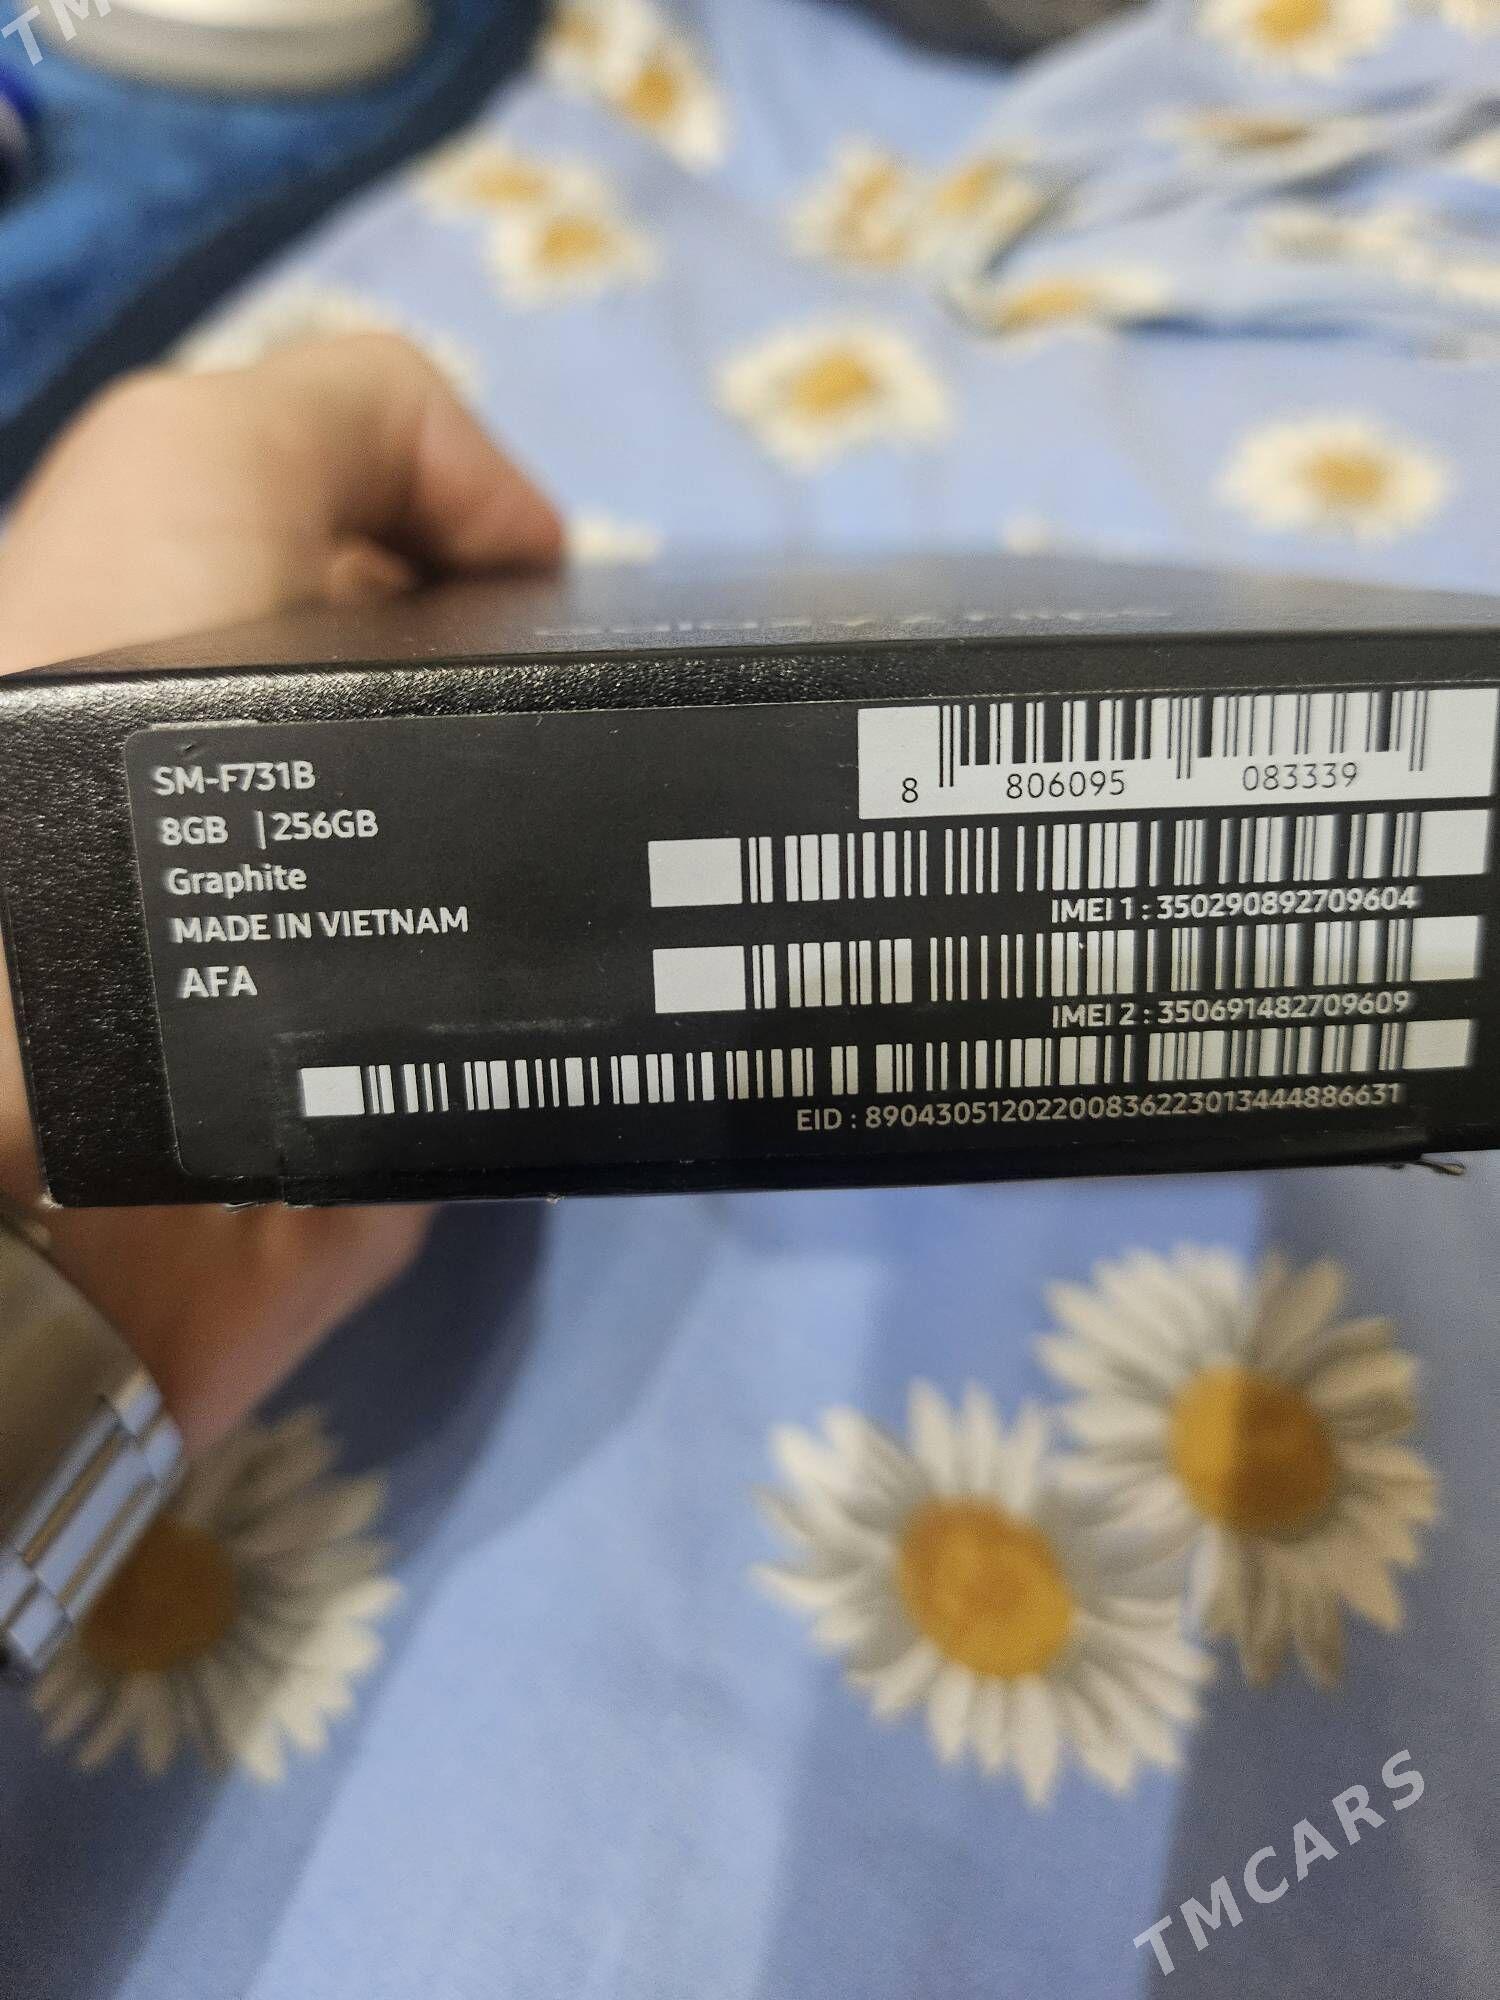 TM
SM-F731B
8GB | 256GB
Graphite
MADE IN VIETNAM
AFA
8 806095 083339
IMEI 1 : 350290892709604
IMEI 2 : 350691482709609
EID : 89043051202200836223013444886631
TMCARS